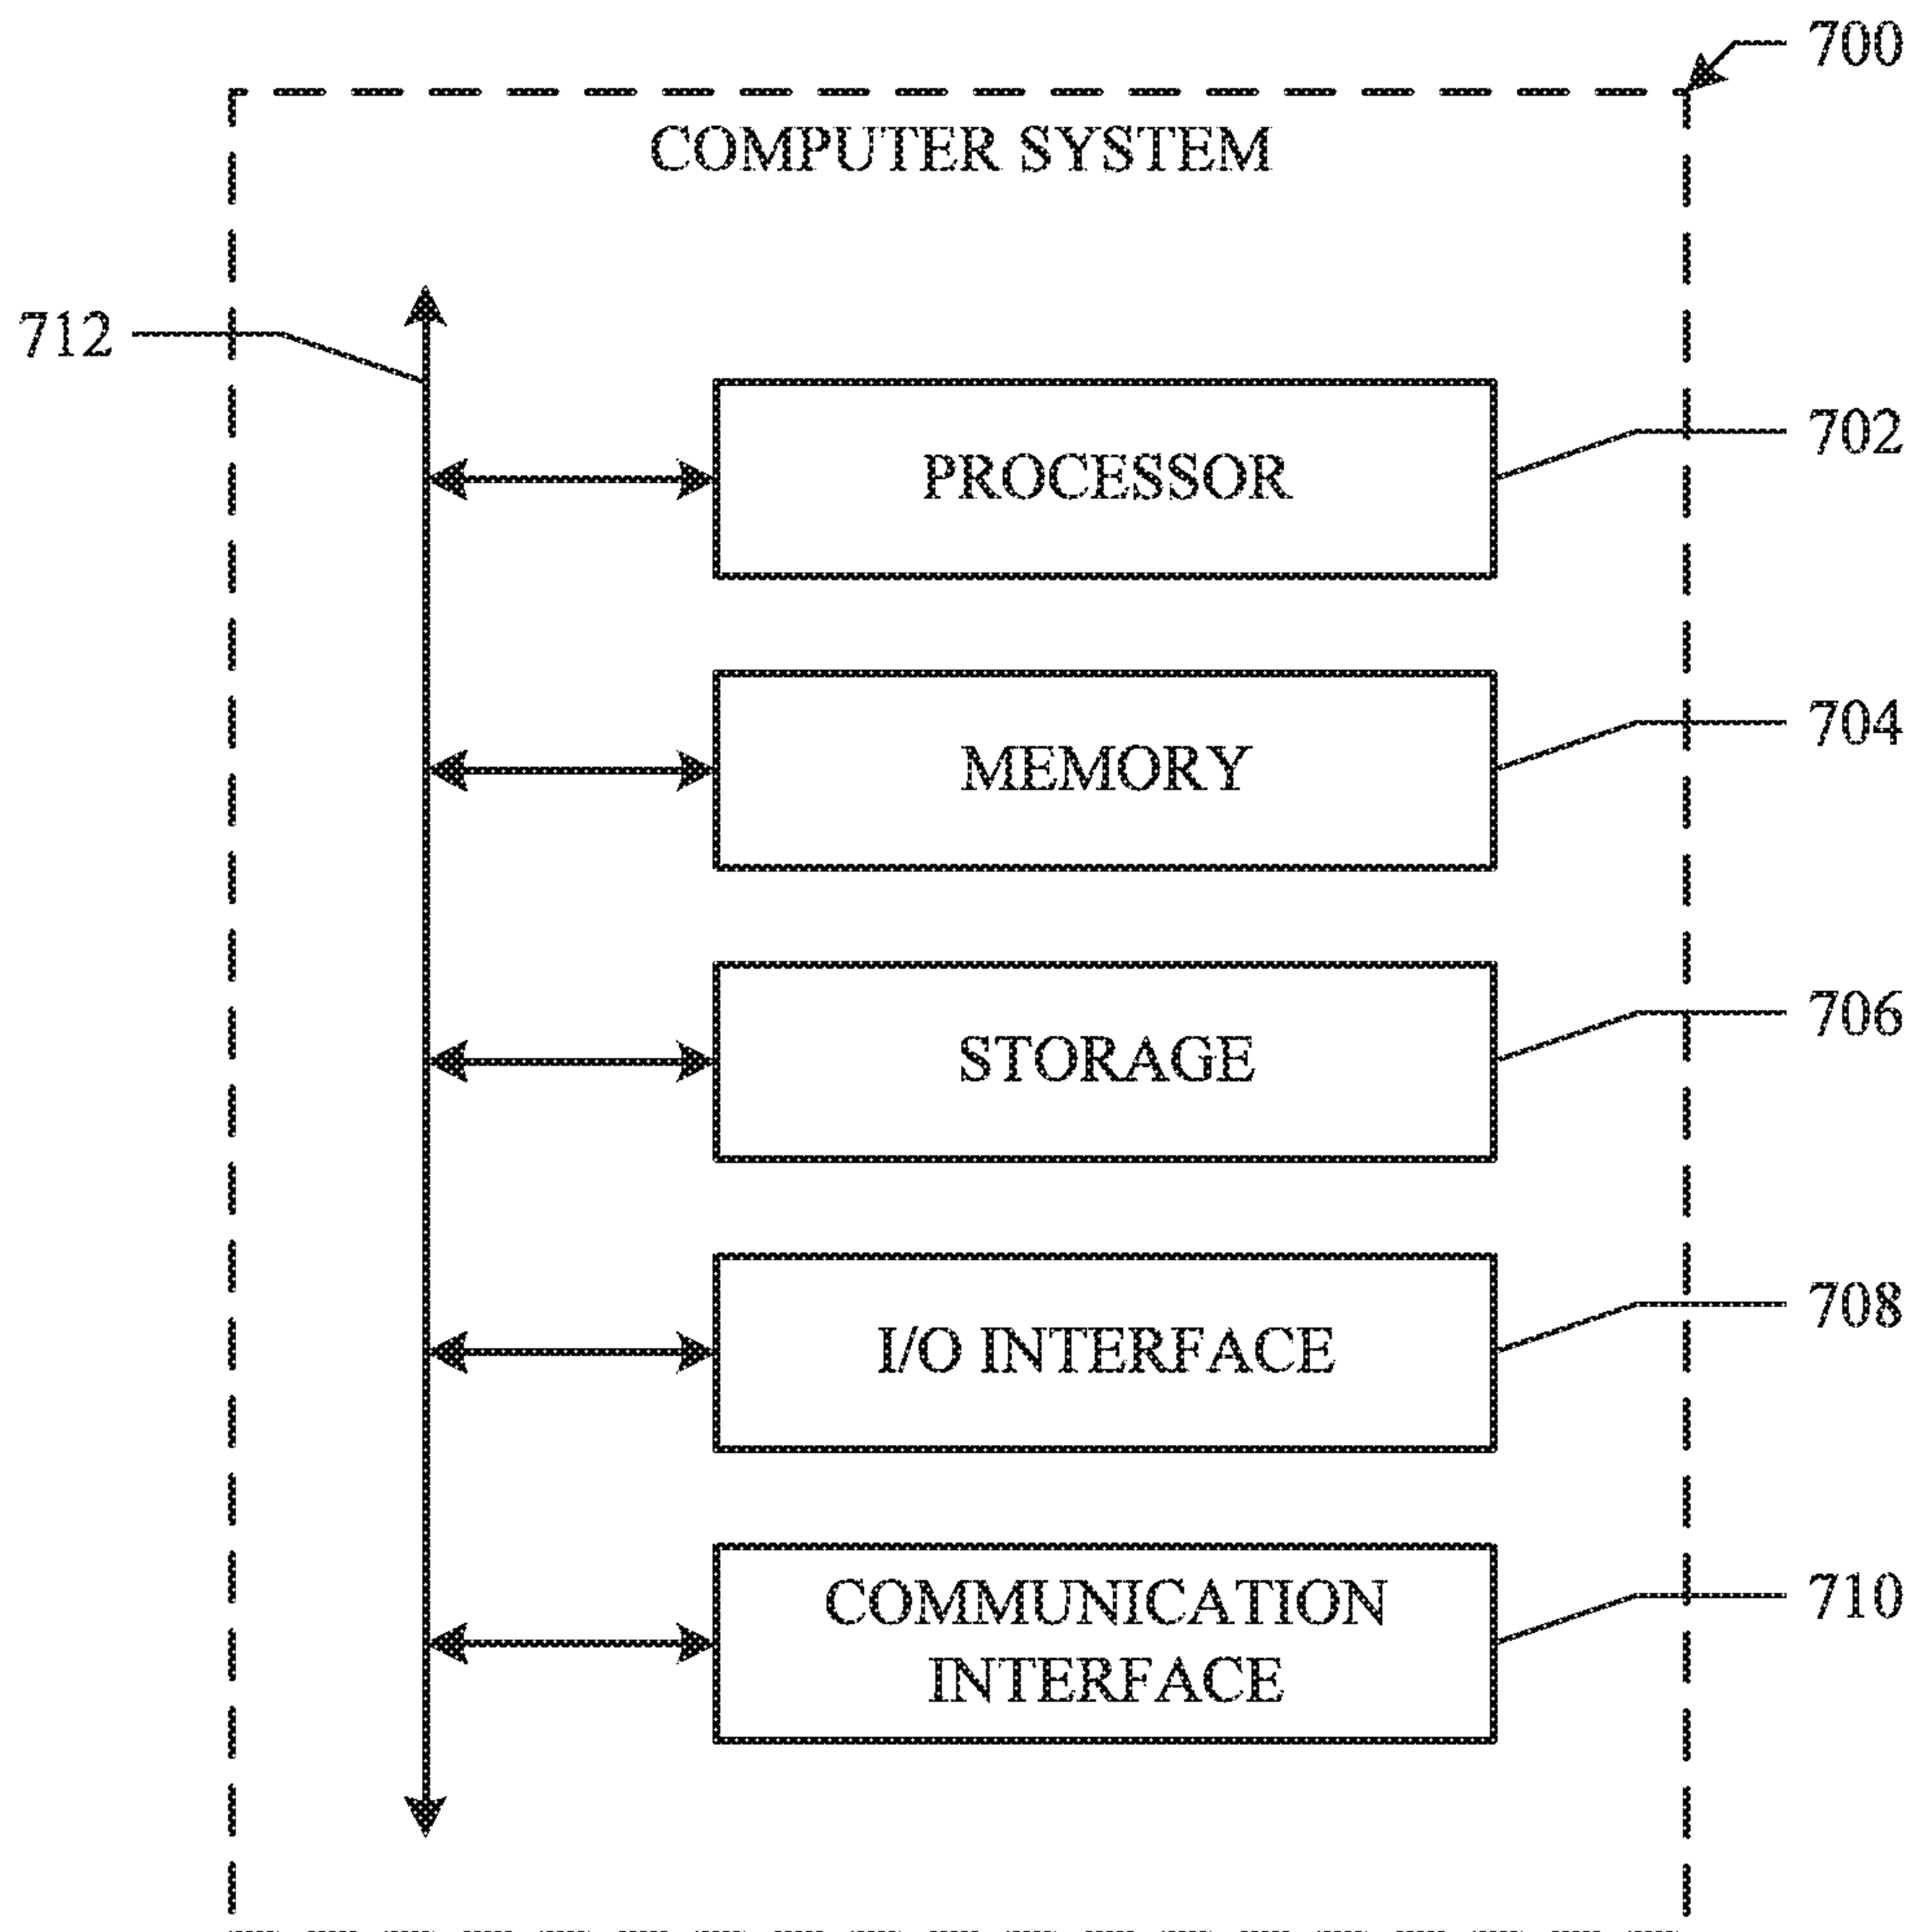 700
COMPUTER SYSTEM
712
PROCESSOR
702
MEMORY
704
STORAGE
706
I/O INTERFACE
708
COMMUNICATION
INTERFACE
710